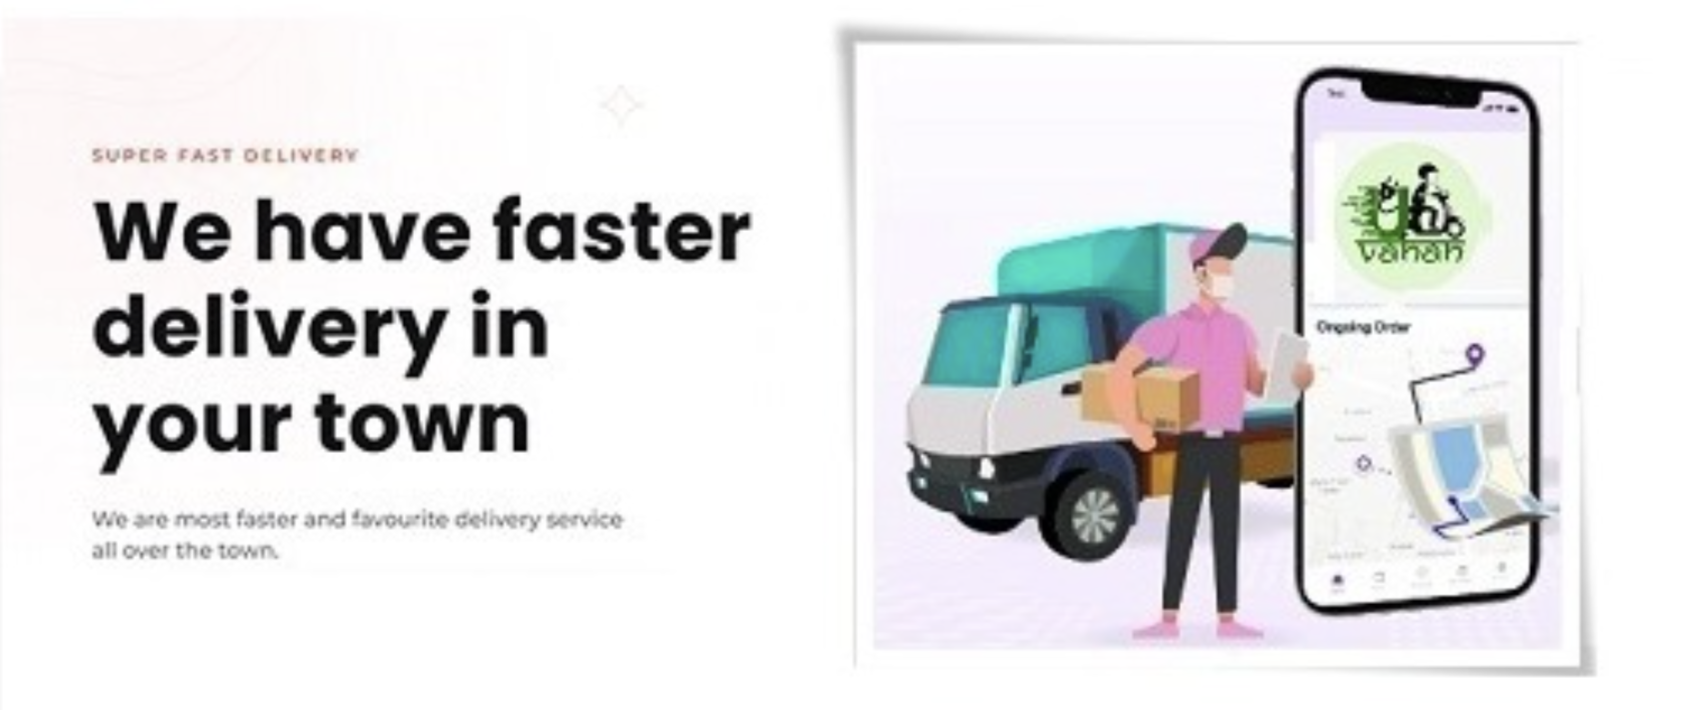 SUPER FAST DELIVERY
We have faster
delivery in
your town
We are most faster and favourite delivery service
all over the town.
vahan
Ongoing Order